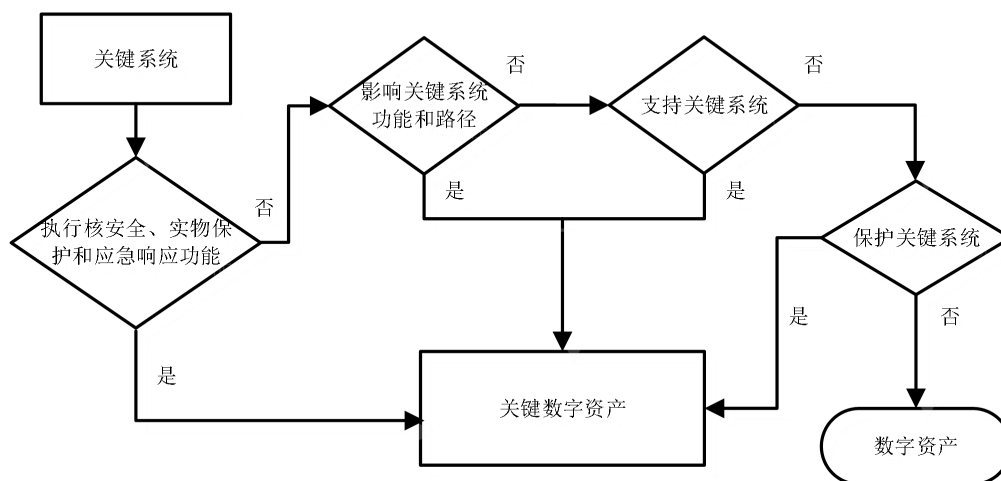 关键系统
执行核安全、实物保
护和应急响应功能
否
是
影响关键系统
功能和路径
否
是
支持关键系统
否
是
保护关键系统
是
否
关键数字资产
数字资产